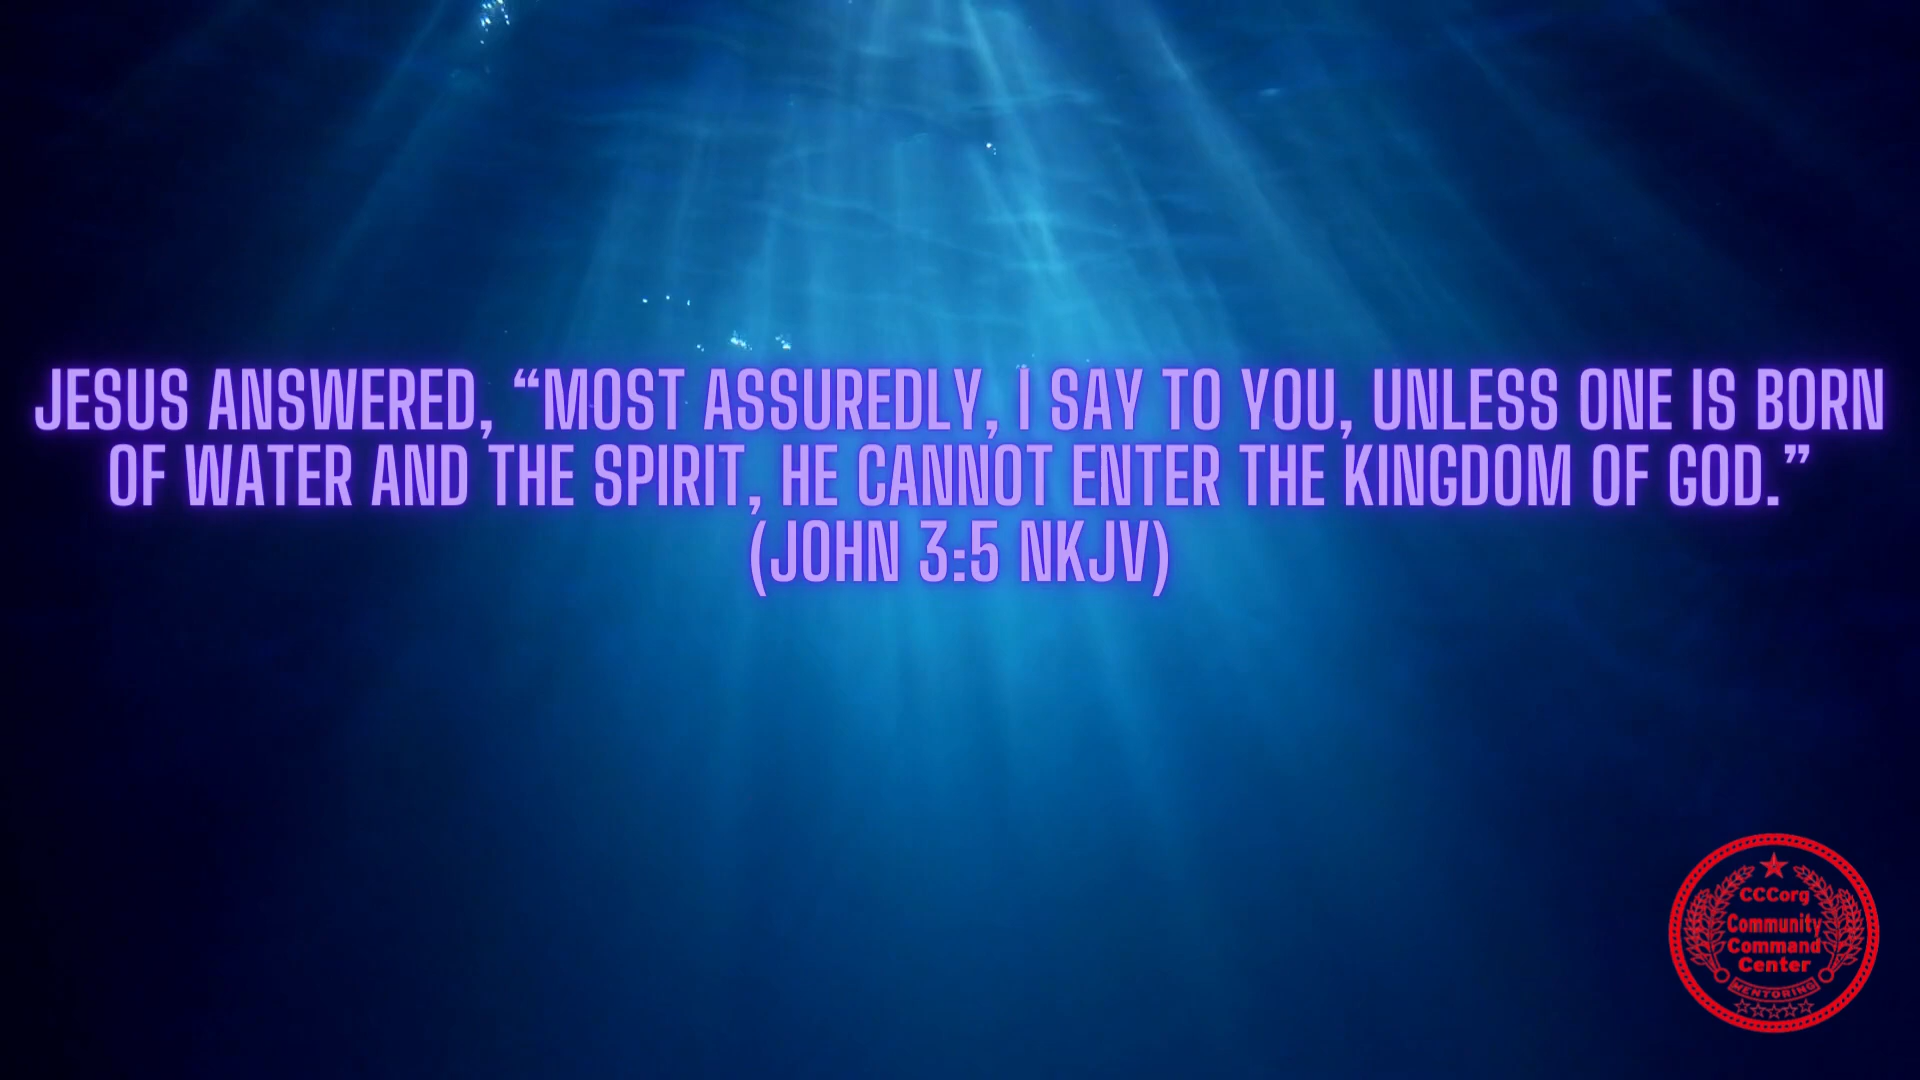 JESUS ANSWERED, “MOST ASSUREDLY, I SAY TO YOU, UNLESS ONE IS BORN
OF WATER AND THE SPIRIT, HE CANNOT ENTER THE KINGDOM OF GOD.”
(JOHN 3:5 NKJV)
CCCorg
Community
Command
Center
MENTORING